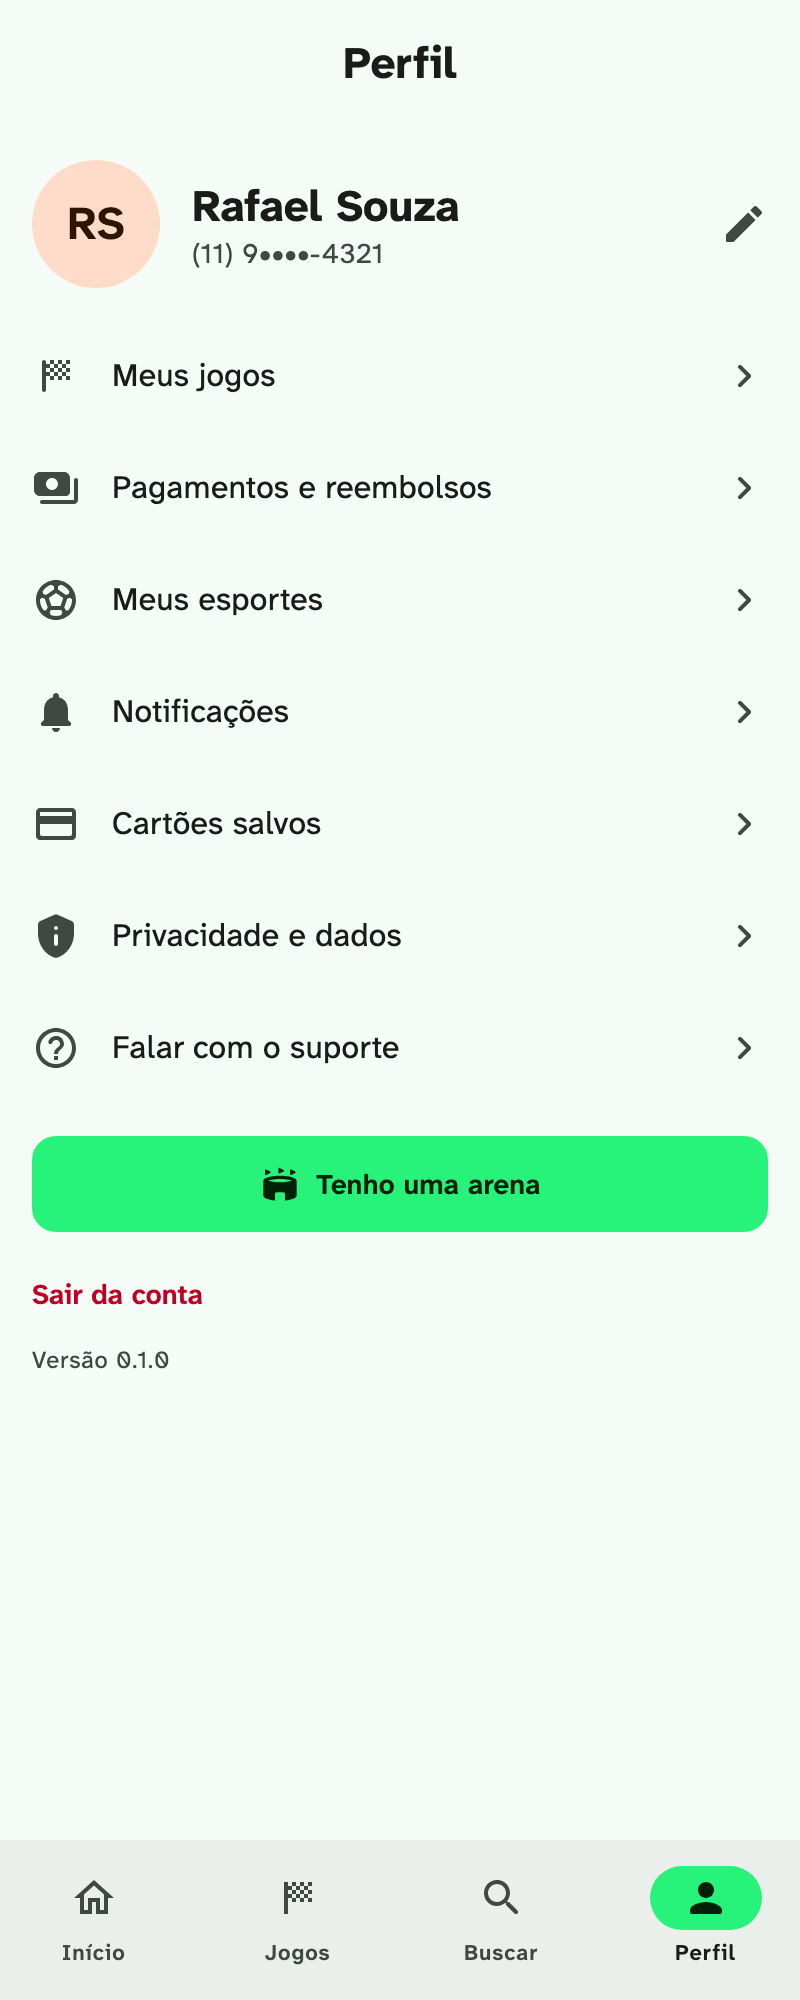 Perfil
RS
Rafael Souza
(11) 9••••-4321
Meus jogos
Pagamentos e reembolsos
Meus esportes
Notificações
Cartões salvos
Privacidade e dados
Falar com o suporte
Tenho uma arena
Sair da conta
Versão 0.1.0
Início
Jogos
Buscar
Perfil